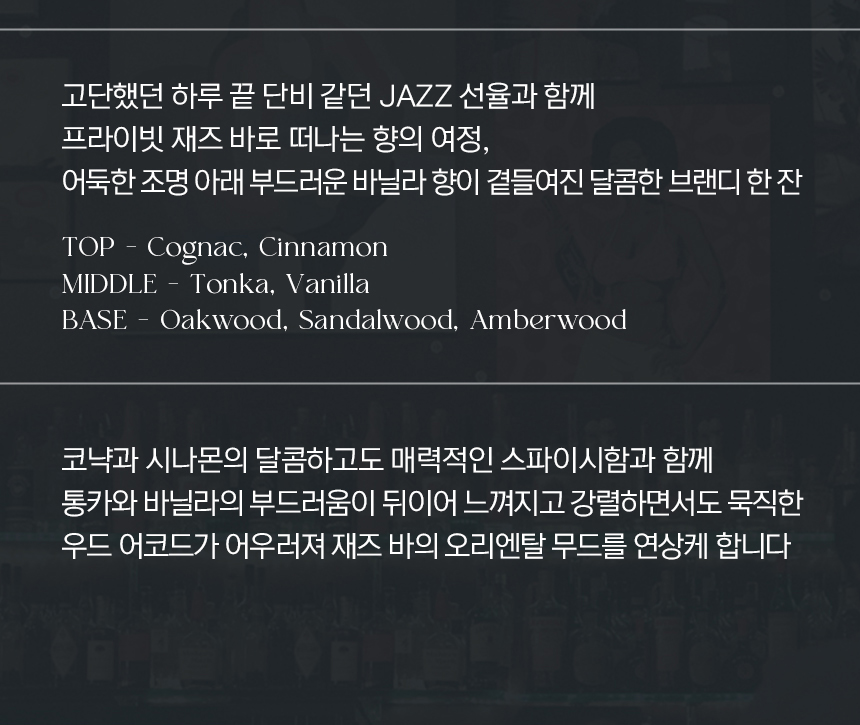 고단했던 하루 끝 단비 같던 JAZZ 선율과 함께
프라이빗 재즈 바로 떠나는 향의 여정,
어둑한 조명 아래 부드러운 바닐라 향이 곁들여진 달콤한 브랜디 한 잔
TOP - Cognac, Cinnamon
MIDDLE - Tonka, Vanilla
BASE - Oakwood, Sandalwood, Amberwood
코냑과 시나몬의 달콤하고도 매력적인 스파이시함과 함께
통카와 바닐라의 부드러움이 뒤이어 느껴지고 강렬하면서도 묵직한
우드 어코드가 어우러져 재즈 바의 오리엔탈 무드를 연상케 합니다